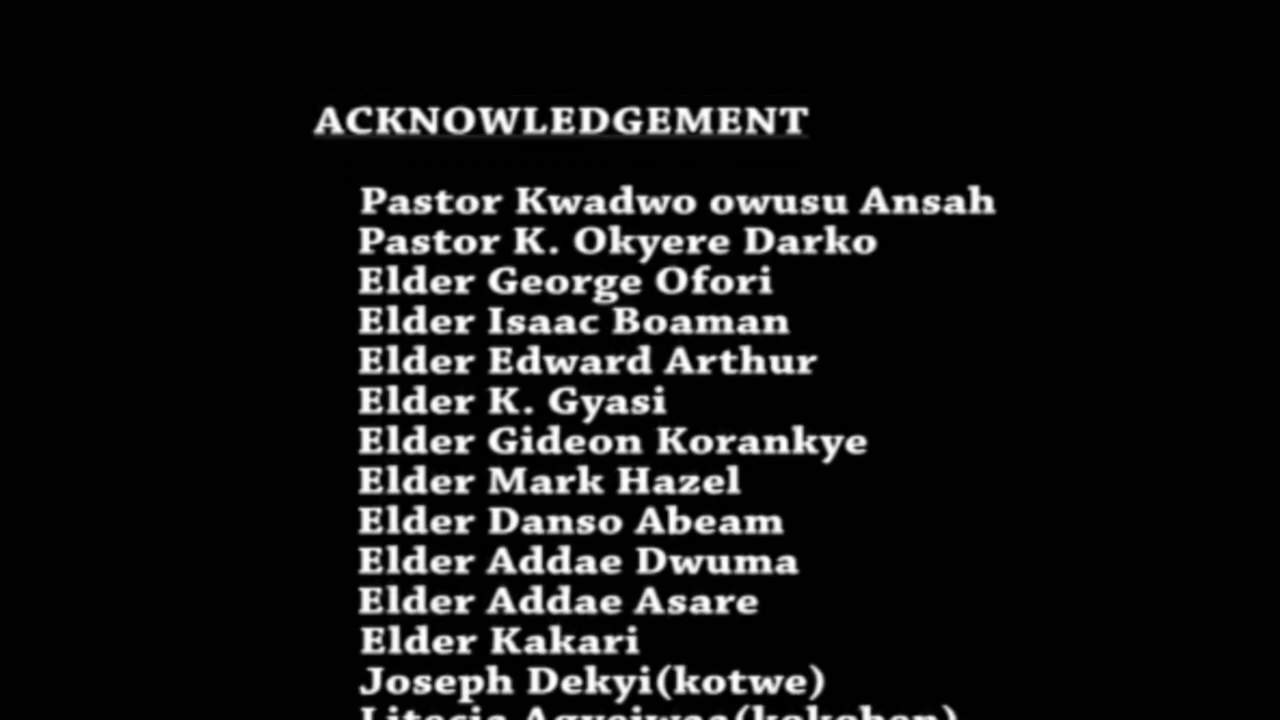 ACKNOWLEDGEMENT
Pastor Kwadwo owusu Ansah
Pastor K. Okyere Darko
Elder George Ofori
Elder Isaac Boaman
Elder Edward Arthur
Elder K. Gyasi
Elder Gideon Korankye
Elder Mark Hazel
Elder Danso Abeam
Elder Addae Dwuma
Elder Addae Asare
Elder Kakari
Joseph Dekyi(kotwe)